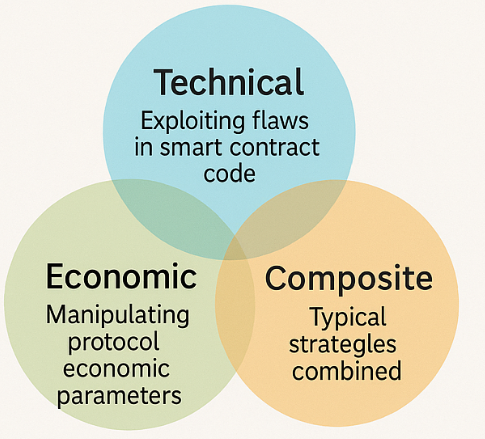 Technical
Exploiting flaws
in smart contract
code
Economic
Manipulating
protocol
economic
parameters
Composite
Typical
strategles
combined